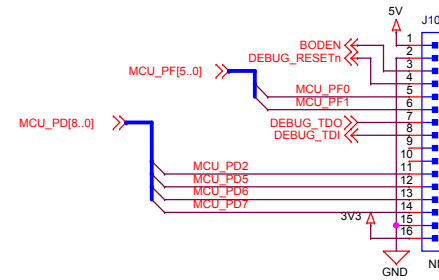 5V
J10
BODEN
DEBUG_RESETn
MCU_PF[5..0]
MCU_PF0
MCU_PF1
MCU_PD[8..0]
DEBUG_TDO
DEBUG_TDI
MCU_PD2
MCU_PD5
MCU_PD6
MCU_PD7
3V3
1
2
3
4
5
6
7
8
9
10
11
12
13
14
15
16
GND